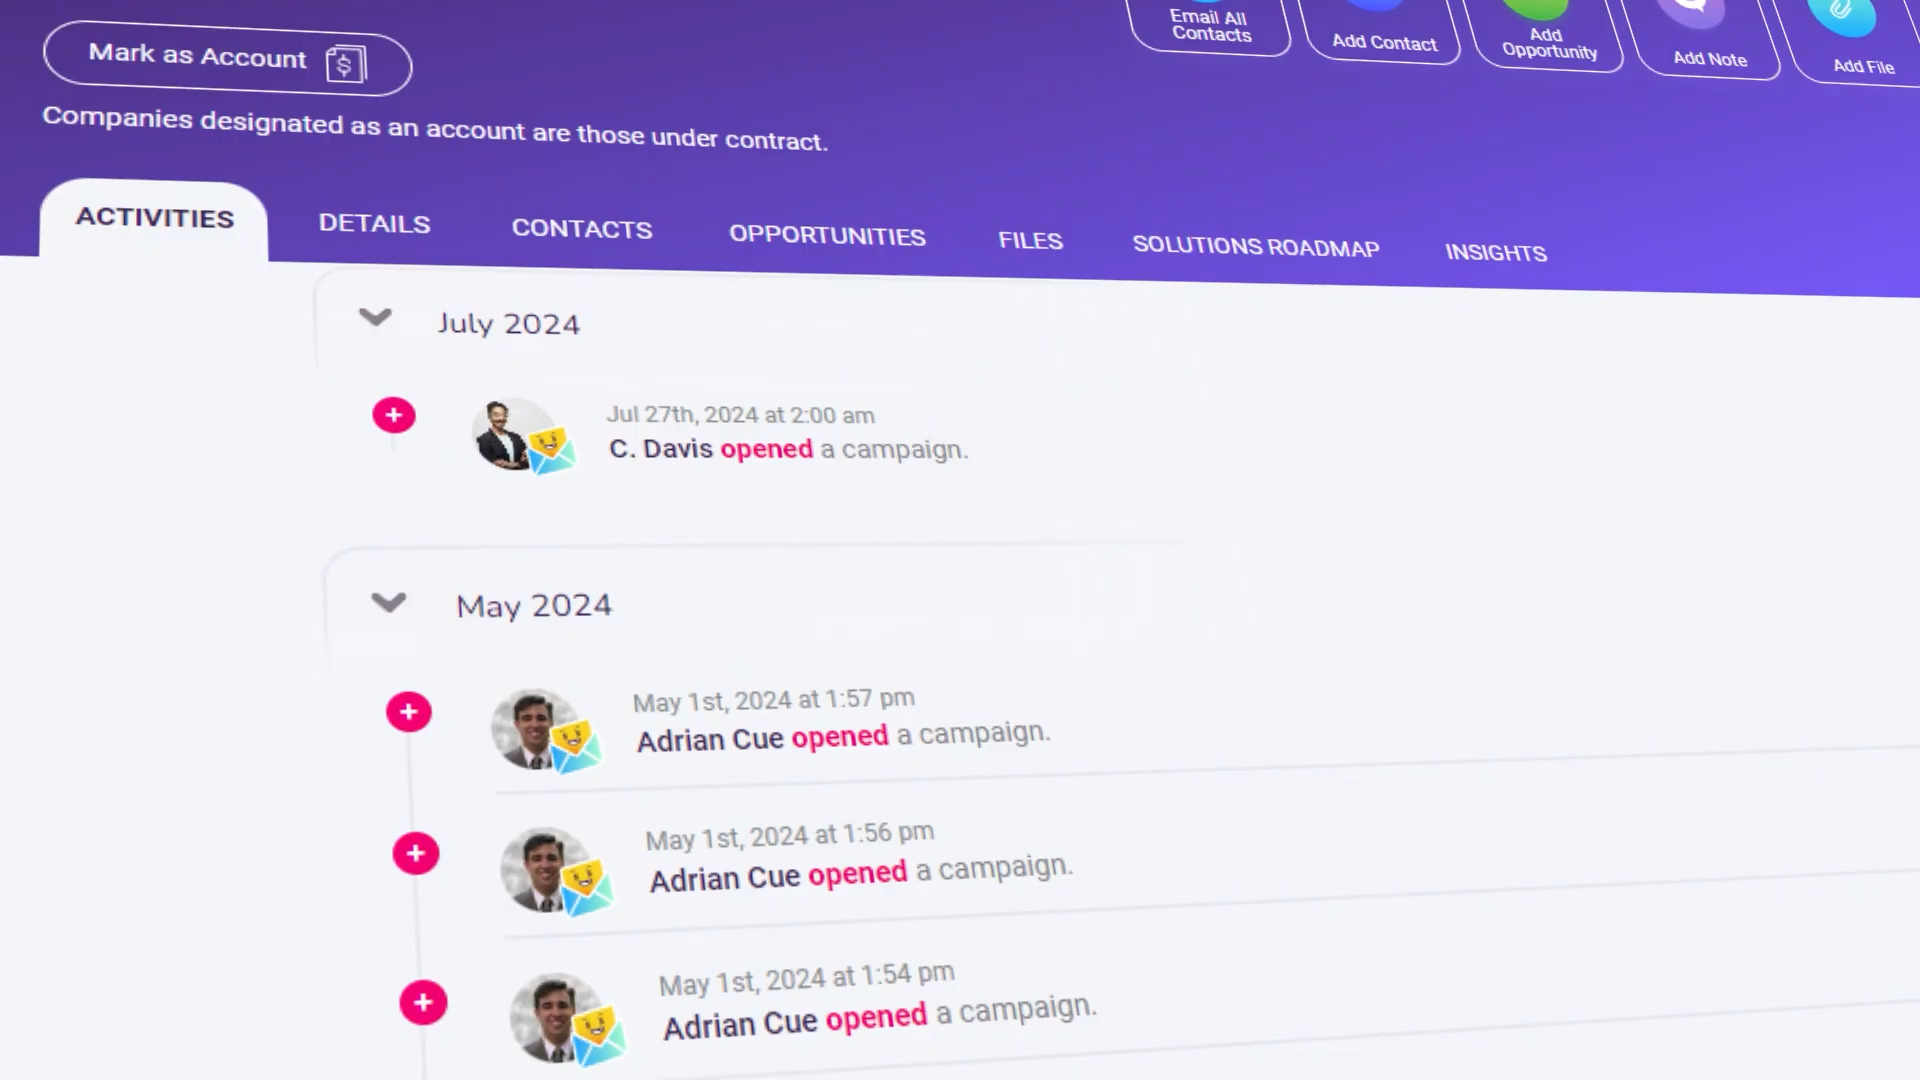 Email All
Contacts
Add Contact
Add
Opportunity
Add Note
Add File
Mark as Account
Companies designated as an account are those under contract.
ACTIVITIES
DETAILS
CONTACTS
OPPORTUNITIES
FILES
SOLUTIONS ROADMAP
INSIGHTS
July 2024
Jul 27th, 2024 at 2:00 am
C. Davis opened a campaign.
May 2024
May 1st, 2024 at 1:57 pm
Adrian Cue opened a campaign.
May 1st, 2024 at 1:56 pm
Adrian Cue opened a campaign.
May 1st, 2024 at 1:54 pm
Adrian Cue opened a campaign.